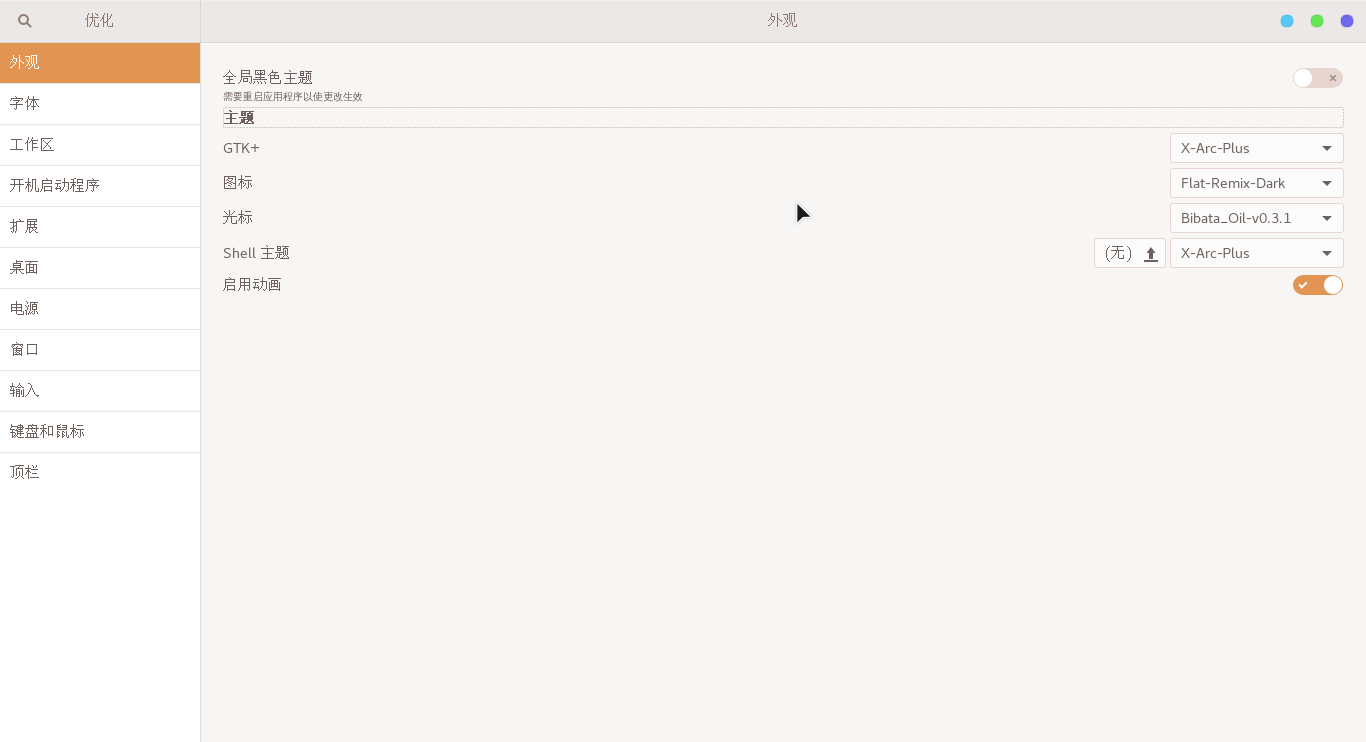 优化
外观
外观
字体
工作区
开机启动程序
扩展
桌面
电源
窗口
输入
键盘和鼠标
顶栏
全局黑色主题
需要重启应用程序以使更改生效
主题
GTK+ X-Arc-Plus
图标 Flat-Remix-Dark
光标 Bibata_Oil-v0.3.1
Shell 主题 (无) X-Arc-Plus
启用动画